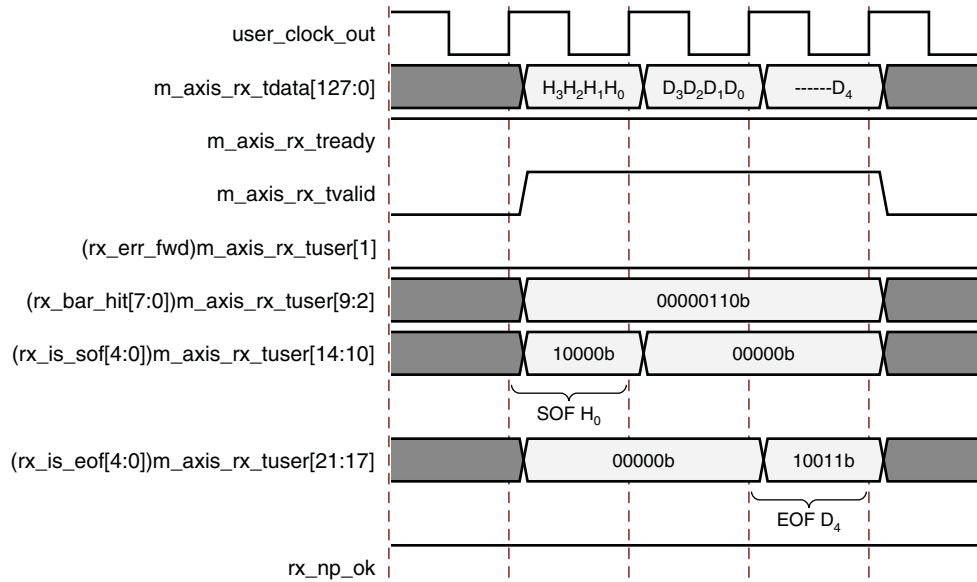 user_clock_out
m_axis_rx_tdata[127:0] H₃H₂H₁H₀ D₃D₂D₁D₀ ------D₄
m_axis_rx_tready
m_axis_rx_tvalid
(rx_err_fwd)m_axis_rx_tuser[1]
(rx_bar_hit[7:0])m_axis_rx_tuser[9:2] 00000110b
(rx_is_sof[4:0])m_axis_rx_tuser[14:10] 10000b 00000b
SOF H₀
(rx_is_eof[4:0])m_axis_rx_tuser[21:17] 00000b 10011b
EOF D₄
rx_np_ok